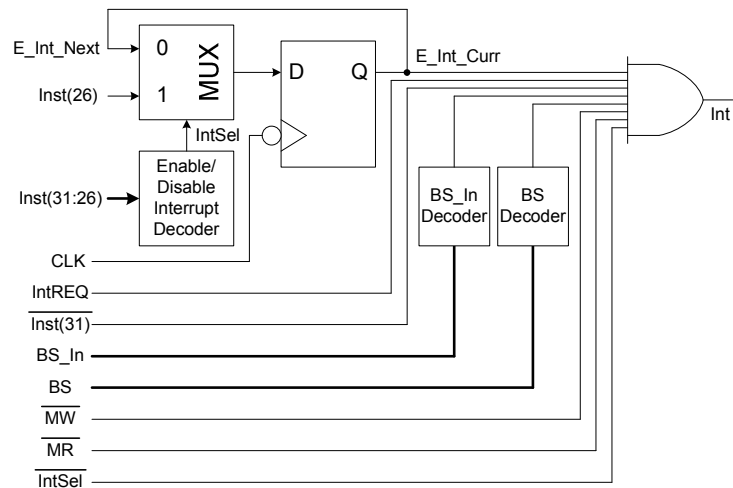 E_Int_Next
0
MUX
D
Q
E_Int_Curr
Inst(26)
1
Int
IntSel
Enable/
Disable
Interrupt
Decoder
Inst(31:26)
BS_In
Decoder
BS
Decoder
CLK
IntREQ
Inst(31)
BS_In
BS
MW
MR
IntSel